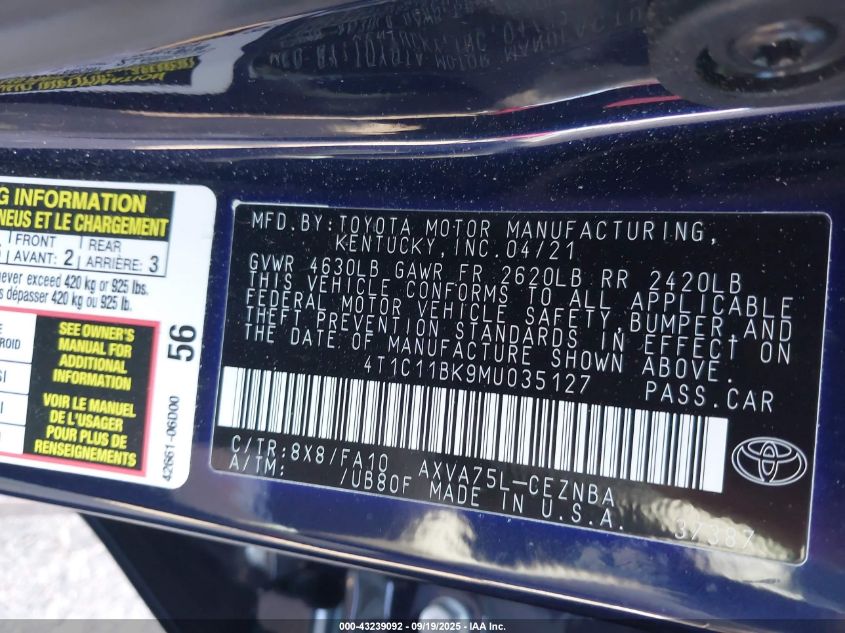 G INFORMATION
NEUS ET LE CHARGEMENT
FRONT
AVANT: 2
REAR
ARRIÈRE: 3
never exceed 420 kg or 925 lbs.
dépasser 420 kg ou 925 lb.
SEE OWNER'S
MANUAL FOR
ADDITIONAL
INFORMATION
VOIR LE MANUEL
DE L'USAGER
POUR PLUS DE
RENSEIGNEMENTS
56
42661-06D00
MFD.BY:TOYOTA MOTOR MANUFACTURING,
KENTUCKY,INC.04/21
GVWR 4630LB GAWR FR 2620LB RR 2420LB
THIS VEHICLE CONFORMS TO ALL APPLICABLE
FEDERAL MOTOR VEHICLE SAFETY,BUMPER AND
THEFT PREVENTION STANDARDS IN EFFECT ON
THE DATE OF MANUFACTURE SHOWN ABOVE.
4T1C11BK9MU035127 PASS.CAR
C/TR:8X8/FA10 AXVA75L-CEZNBA
A/TM: /UB80F MADE IN U.S.A.
37387
000-43239092 - 09/19/2025 - IAA Inc.